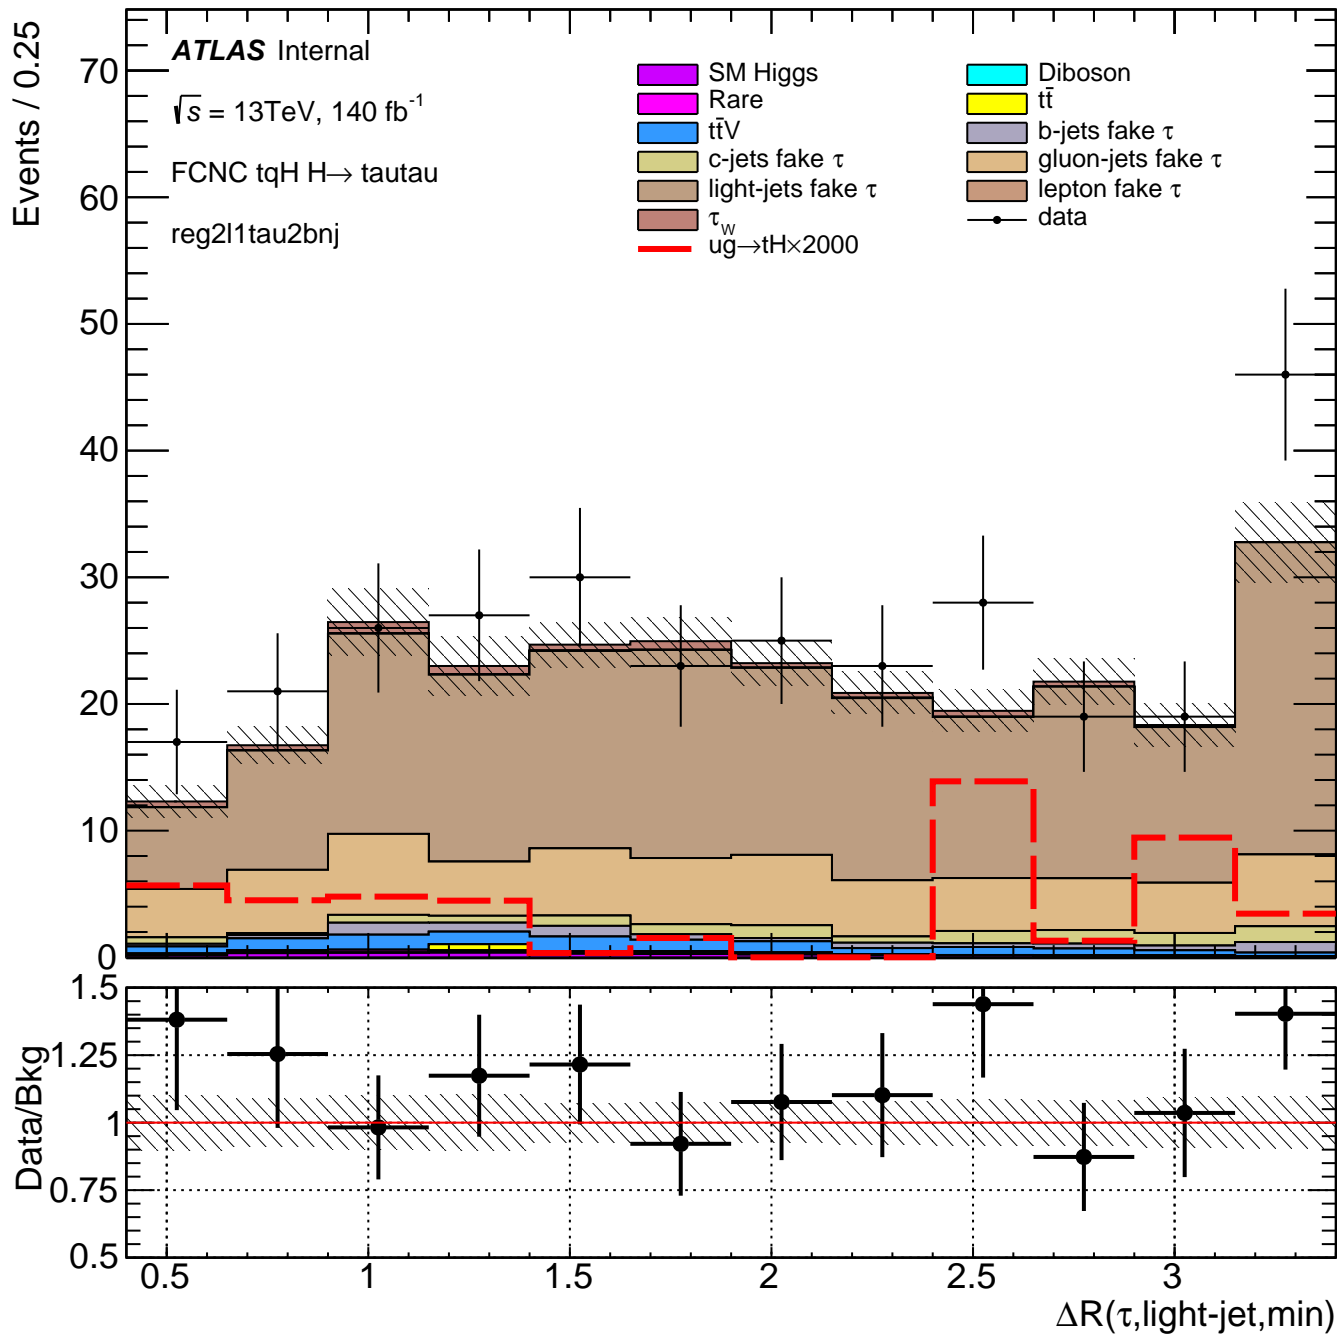 Events / 0.25
70
60
50
40
30
20
10
0
ATLAS Internal
√s = 13TeV, 140 fb⁻¹
FCNC tqH H→ tautau
reg2l1tau2bnj
SM Higgs
Rare
tt̄V
c-jets fake τ
light-jets fake τ
τ_W
ug→tH×2000
Diboson
tt̄
b-jets fake τ
gluon-jets fake τ
lepton fake τ
data
Data/Bkg
1.5
1.25
1
0.75
0.5
0.5 1 1.5 2 2.5 3
ΔR(τ,light-jet,min)